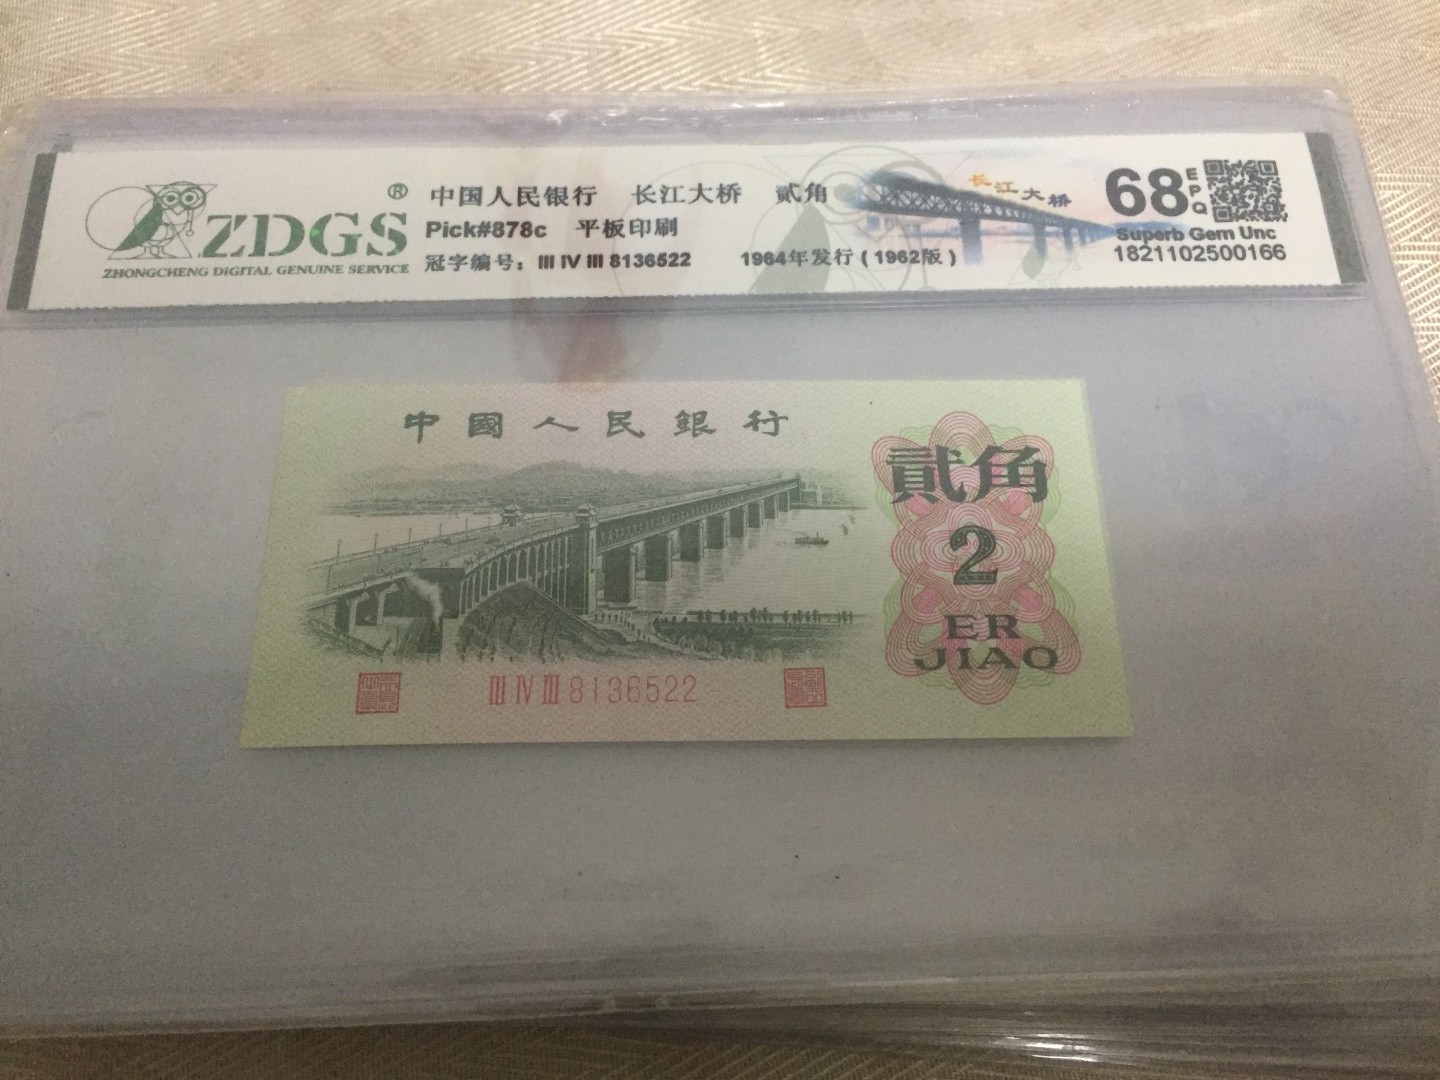 ZDGS®
ZHONGCHENG DIGITAL GENUINE SERVICE
中国人民银行 长江大桥 贰角
Pick#878c 平板印刷
冠字编号：III IV III 8136522 1964年发行（1962版）
长江大桥
68 EPQ
Superb Gem Unc
1821102500166
中國人民銀行
貳角
2
ER
JIAO
III IV III 8136522